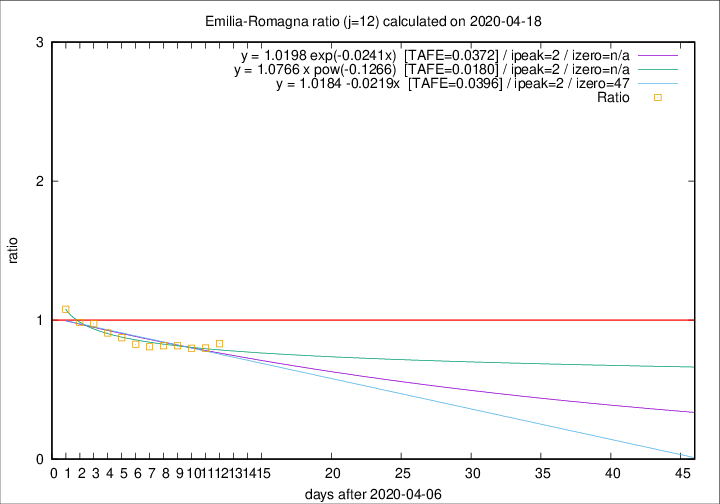 Emilia-Romagna ratio (j=12) calculated on 2020-04-18
y = 1.0198 exp(-0.0241x) [TAFE=0.0372] / ipeak=2 / izero=n/a
y = 1.0766 x pow(-0.1266) [TAFE=0.0180] / ipeak=2 / izero=n/a
y = 1.0184 -0.0219x [TAFE=0.0396] / ipeak=2 / izero=47
Ratio
3
2
1
0
ratio
0 1 2 3 4 5 6 7 8 9 10 11 12 13 14 15 20 25 30 35 40 45
days after 2020-04-06